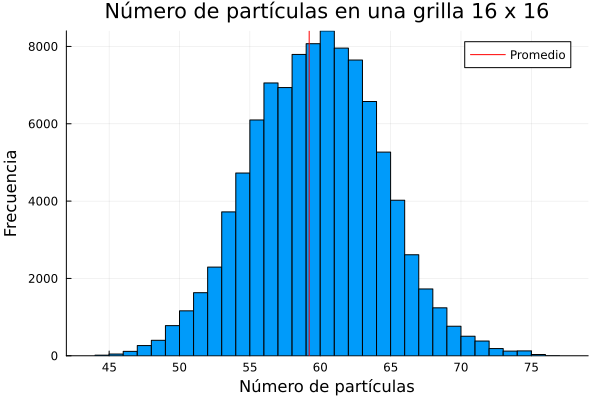 Número de partículas en una grilla 16 x 16
Promedio
8000
6000
4000
2000
0
Frecuencia
45 50 55 60 65 70 75
Número de partículas